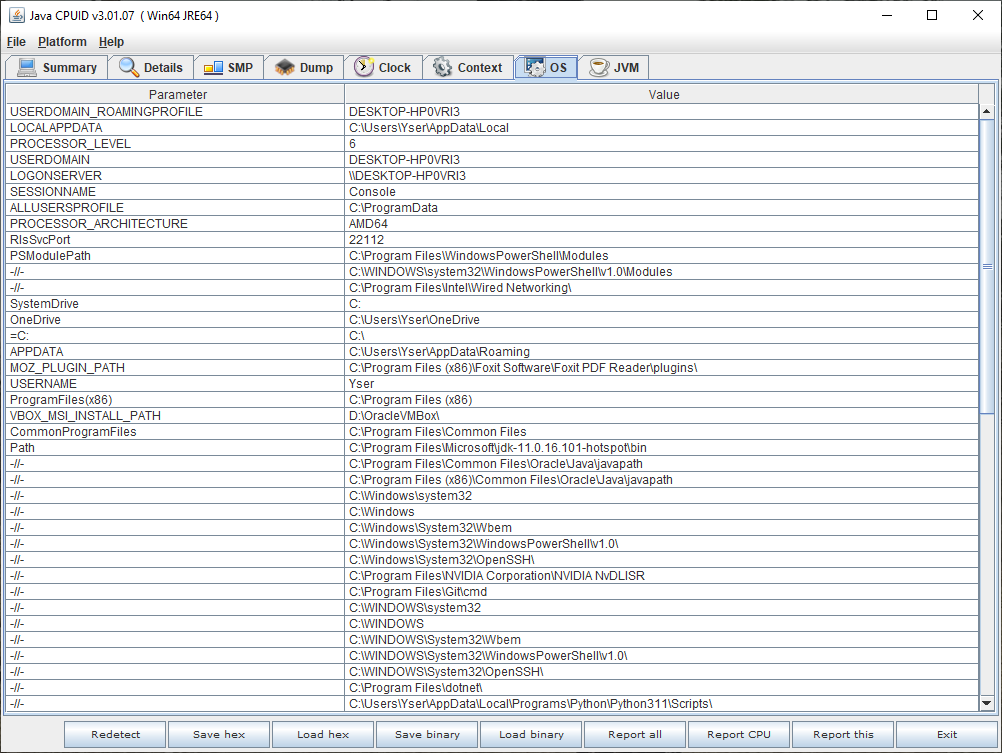 Java CPUID v3.01.07 ( Win64 JRE64 )
File Platform Help
Summary Details SMP Dump Clock Context OS JVM
Parameter Value
USERDOMAIN_ROAMINGPROFILE DESKTOP-HP0VRI3
LOCALAPPDATA C:\Users\Yser\AppData\Local
PROCESSOR_LEVEL 6
USERDOMAIN DESKTOP-HP0VRI3
LOGONSERVER \\DESKTOP-HP0VRI3
SESSIONNAME Console
ALLUSERSPROFILE C:\ProgramData
PROCESSOR_ARCHITECTURE AMD64
RlsSvcPort 22112
PSModulePath C:\Program Files\WindowsPowerShell\Modules
-//- C:\WINDOWS\system32\WindowsPowerShell\v1.0\Modules
-//- C:\Program Files\Intel\Wired Networking\
SystemDrive C:
OneDrive C:\Users\Yser\OneDrive
=C: C:\
APPDATA C:\Users\Yser\AppData\Roaming
MOZ_PLUGIN_PATH C:\Program Files (x86)\Foxit Software\Foxit PDF Reader\plugins\
USERNAME Yser
ProgramFiles(x86) C:\Program Files (x86)
VBOX_MSI_INSTALL_PATH D:\OracleVMBox\
CommonProgramFiles C:\Program Files\Common Files
Path C:\Program Files\Microsoft\jdk-11.0.16.101-hotspot\bin
-//- C:\Program Files\Common Files\Oracle\Java\javapath
-//- C:\Program Files (x86)\Common Files\Oracle\Java\javapath
-//- C:\Windows\system32
-//- C:\Windows
-//- C:\Windows\System32\Wbem
-//- C:\Windows\System32\WindowsPowerShell\v1.0\
-//- C:\Windows\System32\OpenSSH\
-//- C:\Program Files\NVIDIA Corporation\NVIDIA NvDLISR
-//- C:\Program Files\Git\cmd
-//- C:\WINDOWS\system32
-//- C:\WINDOWS
-//- C:\WINDOWS\System32\Wbem
-//- C:\WINDOWS\System32\WindowsPowerShell\v1.0\
-//- C:\WINDOWS\System32\OpenSSH\
-//- C:\Program Files\dotnet\
-//- C:\Users\Yser\AppData\Local\Programs\Python\Python311\Scripts\
Redetect Save hex Load hex Save binary Load binary Report all Report CPU Report this Exit